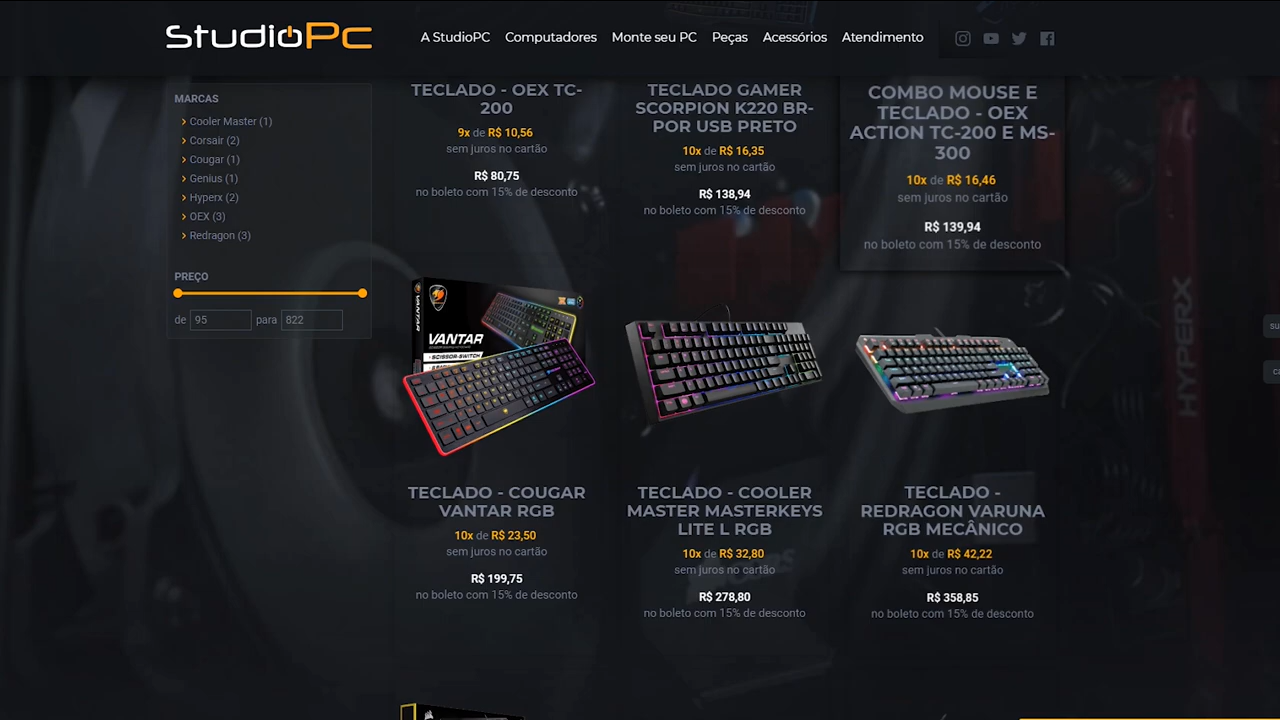 StudioPC
A StudioPC
Computadores
Monte seu PC
Peças
Acessórios
Atendimento
MARCAS
Cooler Master (1)
Corsair (2)
Cougar (1)
Genius (1)
Hyperx (2)
OEX (3)
Redragon (3)
PREÇO
de 95 para 822
TECLADO - OEX TC-
200
9x de R$ 10,56
sem juros no cartão
R$ 80,75
no boleto com 15% de desconto
TECLADO GAMER
SCORPION K220 BR-
POR USB PRETO
10x de R$ 16,35
sem juros no cartão
R$ 138,94
no boleto com 15% de desconto
COMBO MOUSE E
TECLADO - OEX
ACTION TC-200 E MS-
300
10x de R$ 16,46
sem juros no cartão
R$ 139,94
no boleto com 15% de desconto
VANTAR
SCISSOR-SWITCH
VANTAR
TECLADO - COUGAR
VANTAR RGB
10x de R$ 23,50
sem juros no cartão
R$ 199,75
no boleto com 15% de desconto
TECLADO - COOLER
MASTER MASTERKEYS
LITE L RGB
10x de R$ 32,80
sem juros no cartão
R$ 278,80
no boleto com 15% de desconto
TECLADO -
REDRAGON VARUNA
RGB MECÂNICO
10x de R$ 42,22
sem juros no cartão
R$ 358,85
no boleto com 15% de desconto
HYPERX
su
ca